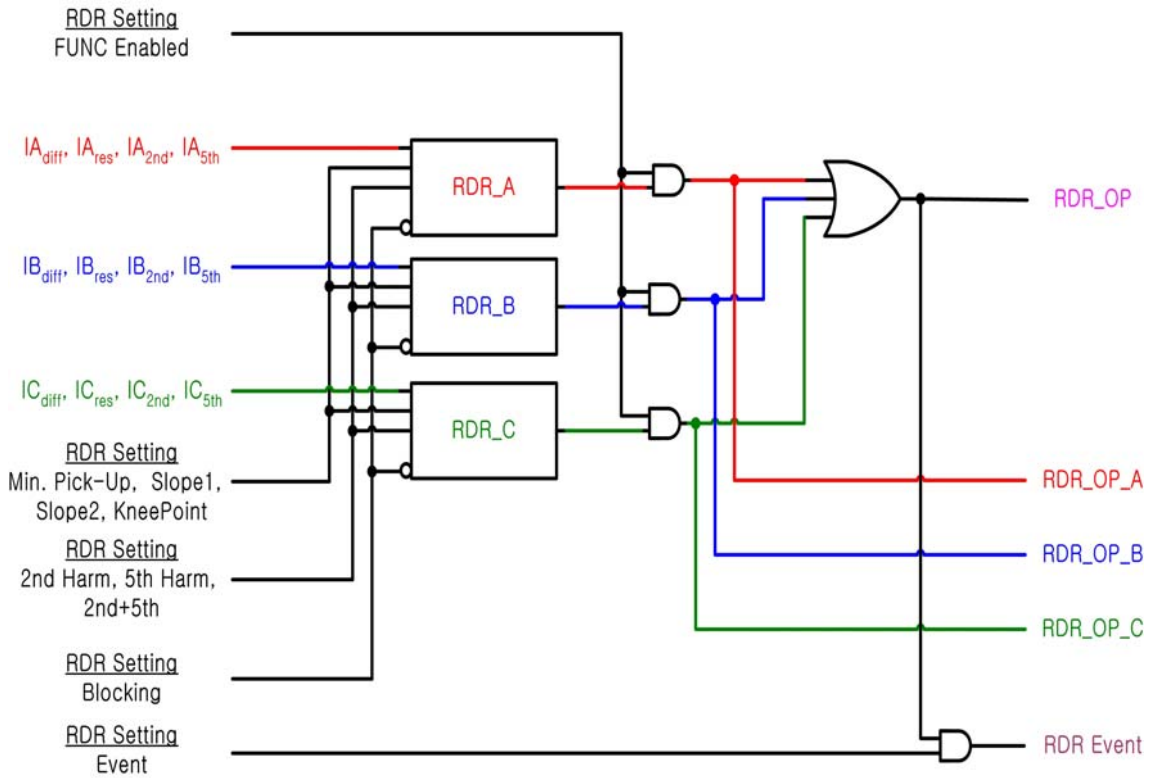 RDR Setting
FUNC Enabled
IAdiff, IAres, IA2nd, IA5th
RDR_A
RDR_OP
IBdiff, IBres, IB2nd, IB5th
RDR_B
ICdiff, ICres, IC2nd, IC5th
RDR_C
RDR Setting
Min. Pick-Up, Slope1,
Slope2, KneePoint
RDR_OP_A
RDR Setting
2nd Harm, 5th Harm,
2nd+5th
RDR_OP_B
RDR_OP_C
RDR Setting
Blocking
RDR Setting
Event
RDR Event